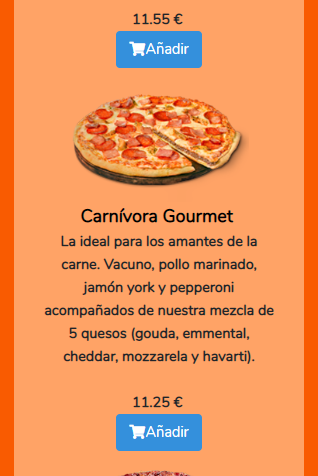 11.55 €
Añadir
Carnívora Gourmet
La ideal para los amantes de la
carne. Vacuno, pollo marinado,
jamón york y pepperoni
acompañados de nuestra mezcla de
5 quesos (gouda, emmental,
cheddar, mozzarela y havarti).
11.25 €
Añadir